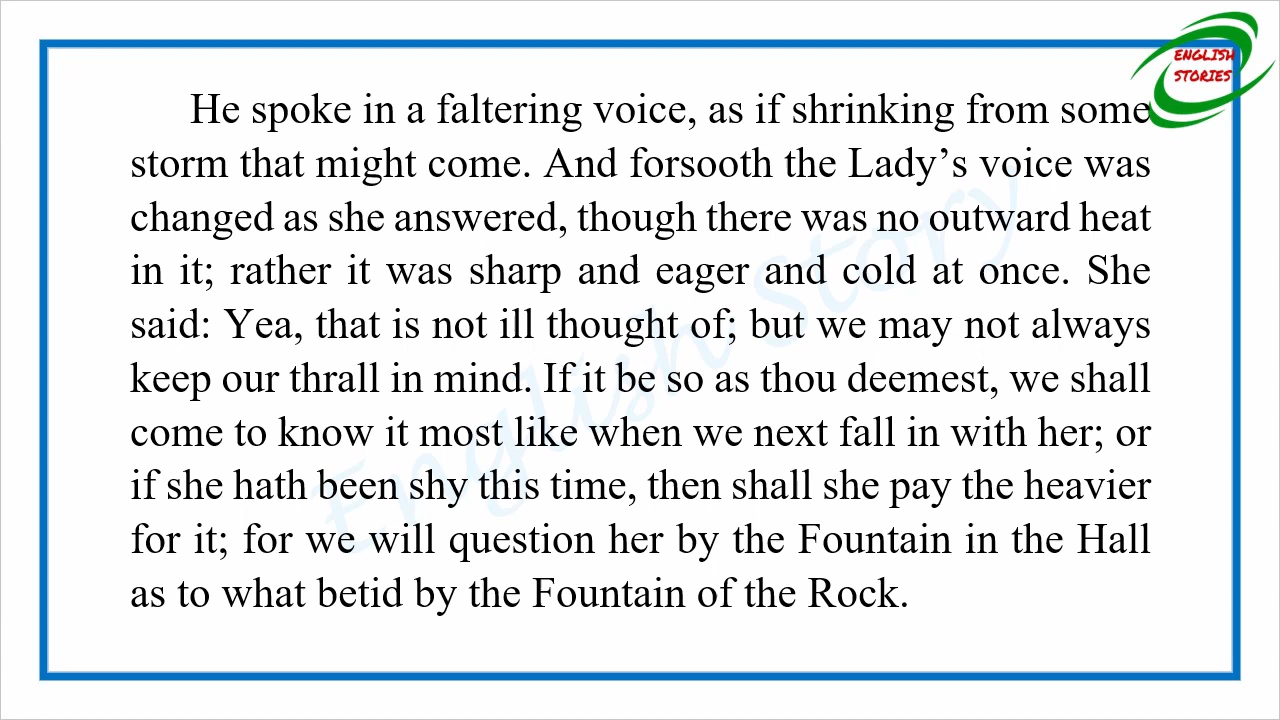 ENGLISH
STORIES
He spoke in a faltering voice, as if shrinking from some
storm that might come. And forsooth the Lady’s voice was
changed as she answered, though there was no outward heat
in it; rather it was sharp and eager and cold at once. She
said: Yea, that is not ill thought of; but we may not always
keep our thrall in mind. If it be so as thou deemest, we shall
come to know it most like when we next fall in with her; or
if she hath been shy this time, then shall she pay the heavier
for it; for we will question her by the Fountain in the Hall
as to what betid by the Fountain of the Rock.
English Story